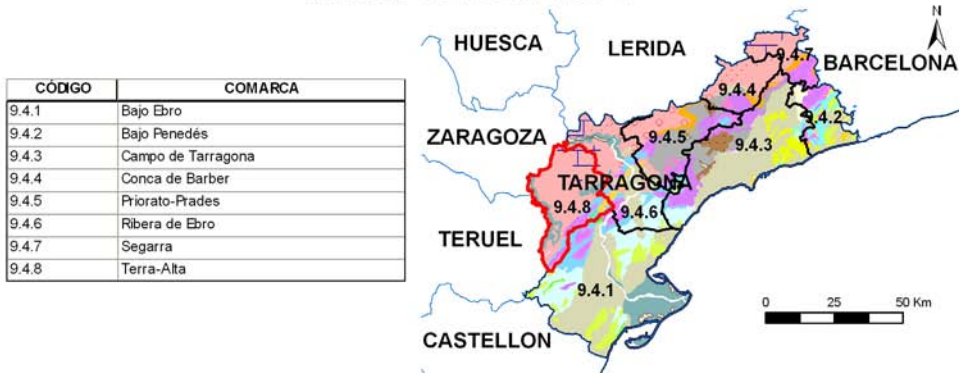 CÓDIGO COMARCA
9.4.1 Bajo Ebro
9.4.2 Bajo Penedés
9.4.3 Campo de Tarragona
9.4.4 Conca de Barber
9.4.5 Priorato-Prades
9.4.6 Ribera de Ebro
9.4.7 Segarra
9.4.8 Terra-Alta
N
HUESCA
LERIDA
BARCELONA
ZARAGOZA
TARRAGONA
TERUEL
CASTELLON
9.4.7
9.4.4
9.4.2
9.4.5
9.4.3
9.4.8
9.4.6
9.4.1
0 25 50 Km